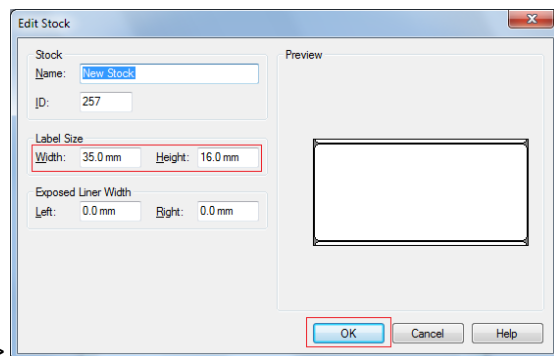 Edit Stock
Stock
Name: New Stock
ID: 257
Label Size
Width: 35.0 mm Height: 16.0 mm
Exposed Liner Width
Left: 0.0 mm Right: 0.0 mm
Preview
OK Cancel Help
>